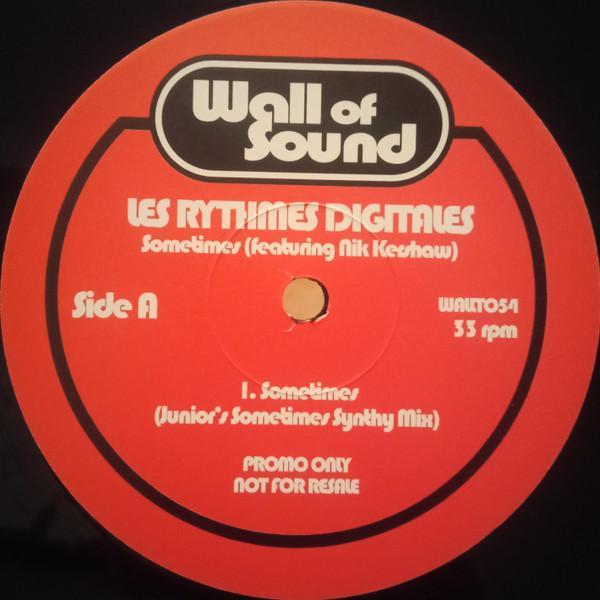 Wall of
Sound
LES RYTHMES DIGITALES
Sometimes (featuring Nik Kershaw)
Side A
WALLT054
33 rpm
1. Sometimes
(Junior's Sometimes Synthy Mix)
PROMO ONLY
NOT FOR RESALE